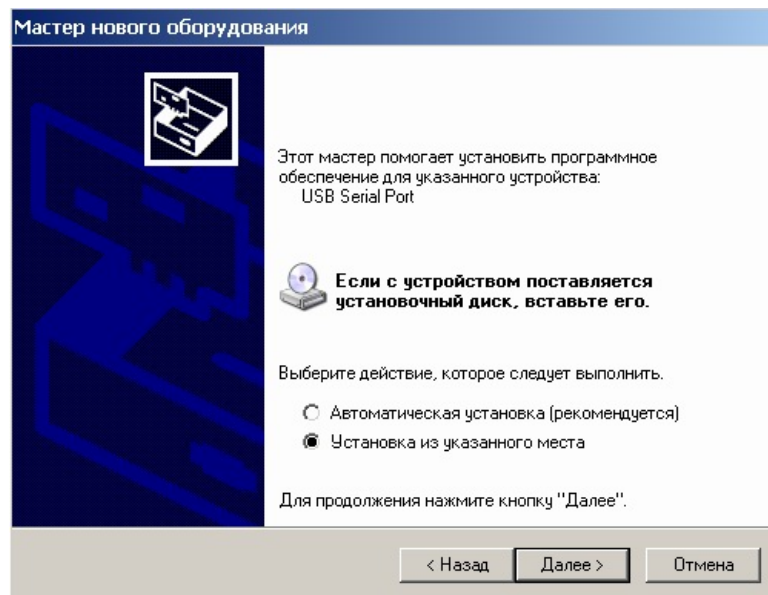 Мастер нового оборудования
Этот мастер помогает установить программное
обеспечение для указанного устройства:
USB Serial Port
Если с устройством поставляется
установочный диск, вставьте его.
Выберите действие, которое следует выполнить.
Автоматическая установка (рекомендуется)
Установка из указанного места
Для продолжения нажмите кнопку "Далее".
< Назад
Далее >
Отмена